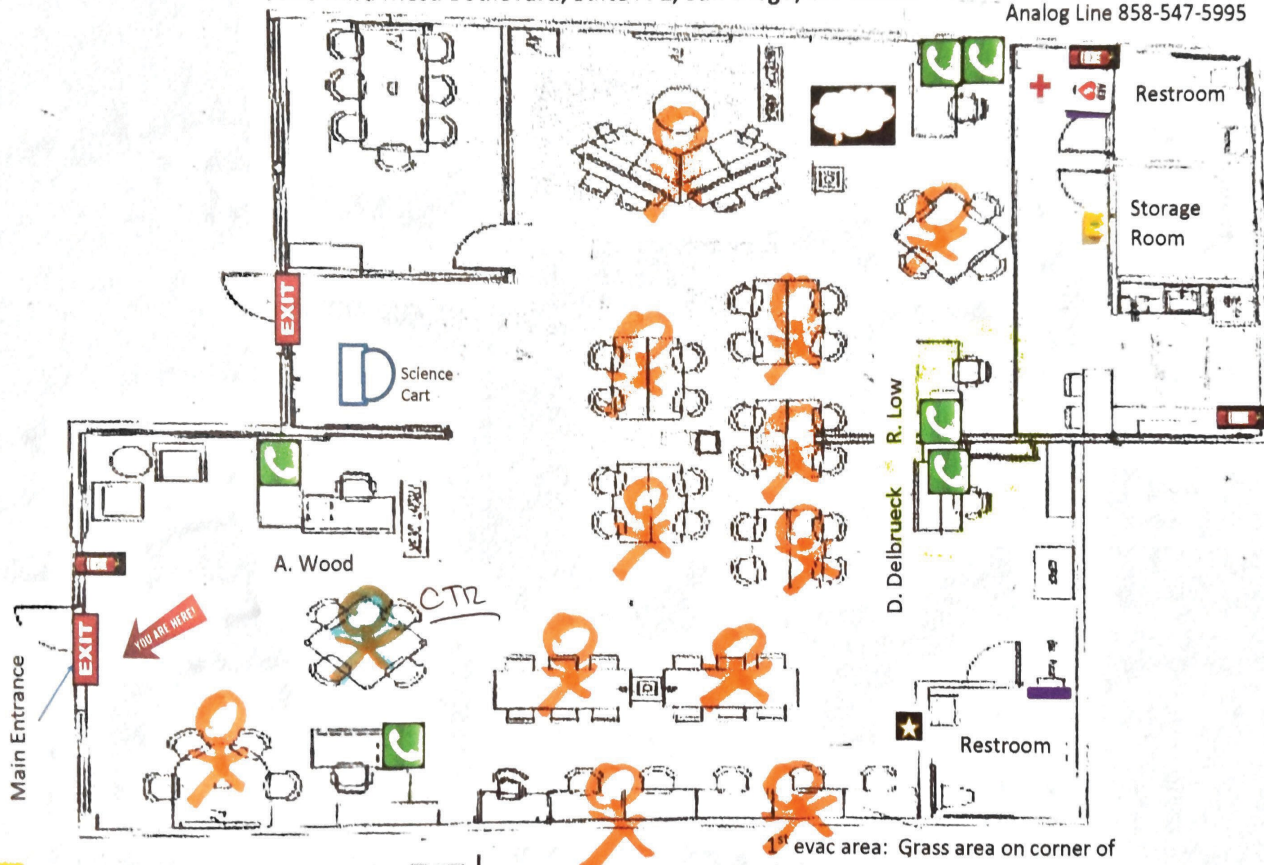 Analog Line 858-547-5995
Restroom
AED
Storage
Room
EXIT
Science
Cart
R. Low
D. Delbrueck
A. Wood
CTR
YOU ARE HERE!
EXIT
Main Entrance
Restroom
1st evac area: Grass area on corner of